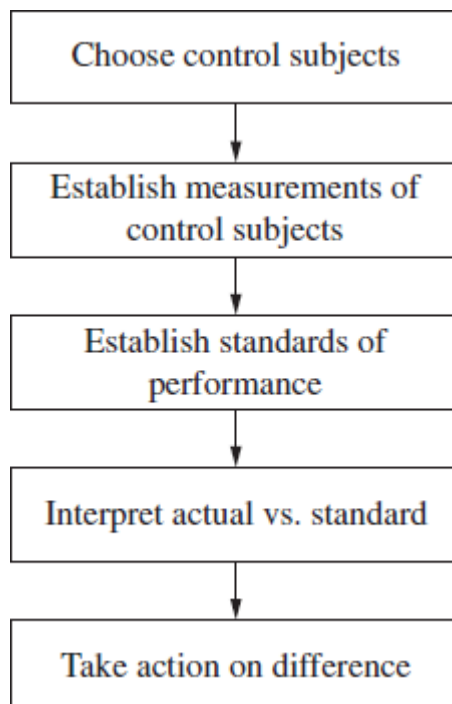 Choose control subjects
Establish measurements of
control subjects
Establish standards of
performance
Interpret actual vs. standard
Take action on difference